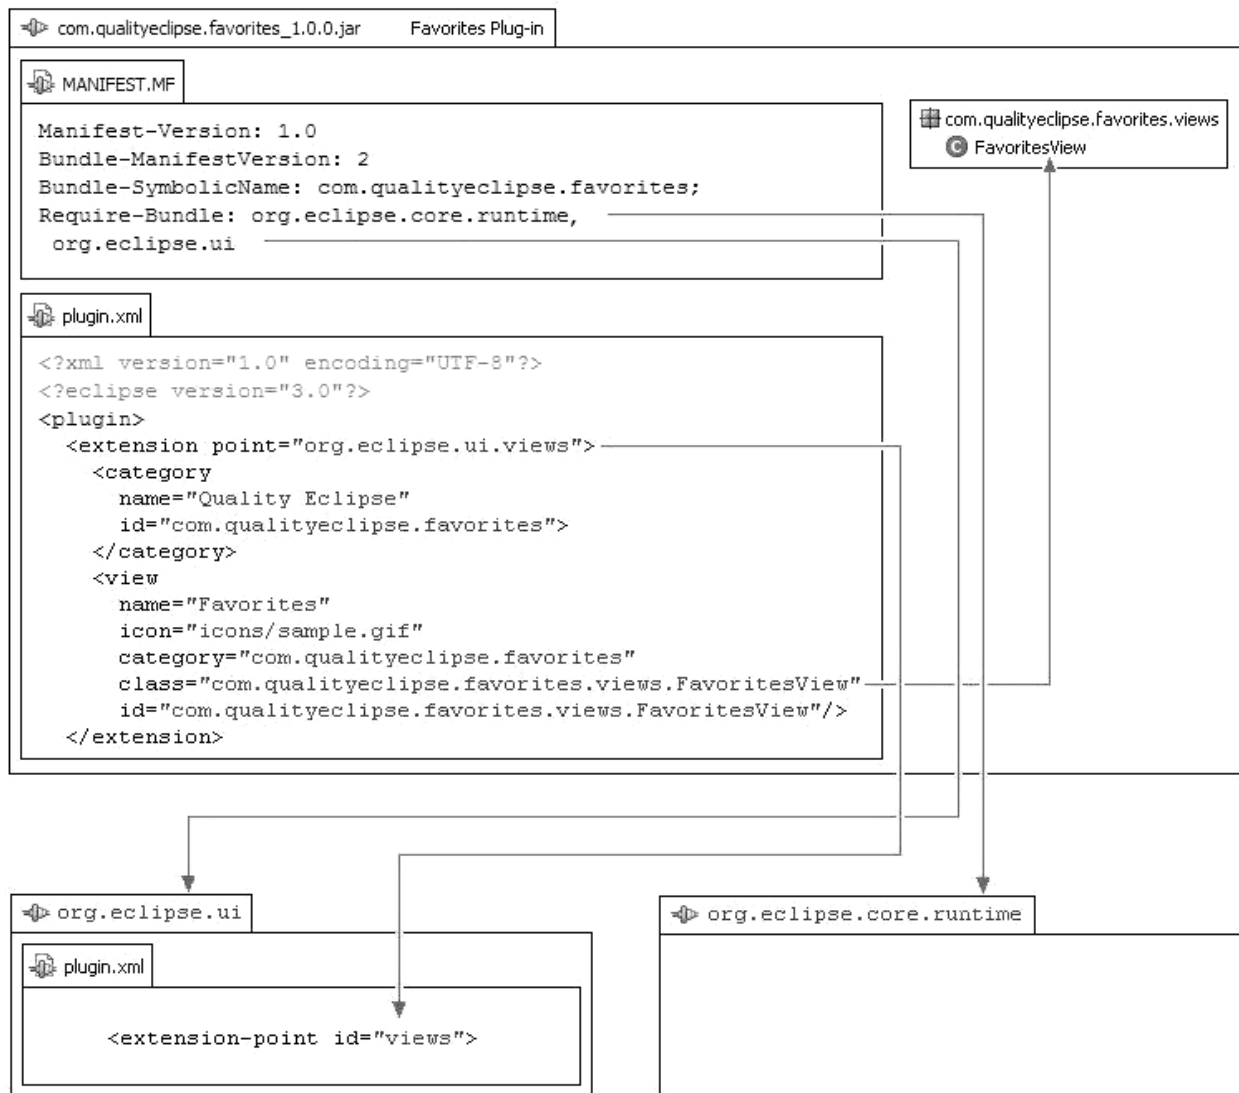 com.qualityeclipse.favorites_1.0.0.jar Favorites Plug-in
MANIFEST.MF
Manifest-Version: 1.0
Bundle-ManifestVersion: 2
Bundle-SymbolicName: com.qualityeclipse.favorites;
Require-Bundle: org.eclipse.core.runtime,
org.eclipse.ui
com.qualityeclipse.favorites.views
C FavoritesView
plugin.xml
<?xml version="1.0" encoding="UTF-8"?>
<?eclipse version="3.0"?>
<plugin>
<extension point="org.eclipse.ui.views">
<category
name="Quality Eclipse"
id="com.qualityeclipse.favorites">
</category>
<view
name="Favorites"
icon="icons/sample.gif"
category="com.qualityeclipse.favorites"
class="com.qualityeclipse.favorites.views.FavoritesView"
id="com.qualityeclipse.favorites.views.FavoritesView"/>
</extension>
org.eclipse.ui
plugin.xml
<extension-point id="views">
org.eclipse.core.runtime